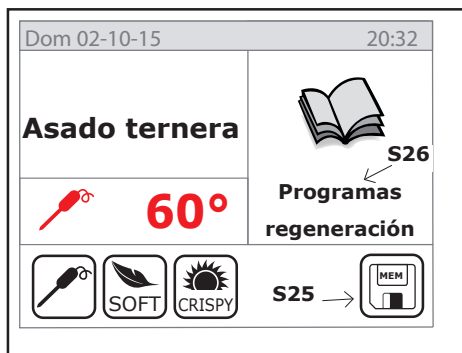 Dom 02-10-15 20:32
Asado ternera
S26
Programas
regeneración
60°
SOFT
CRISPY
S25
MEM